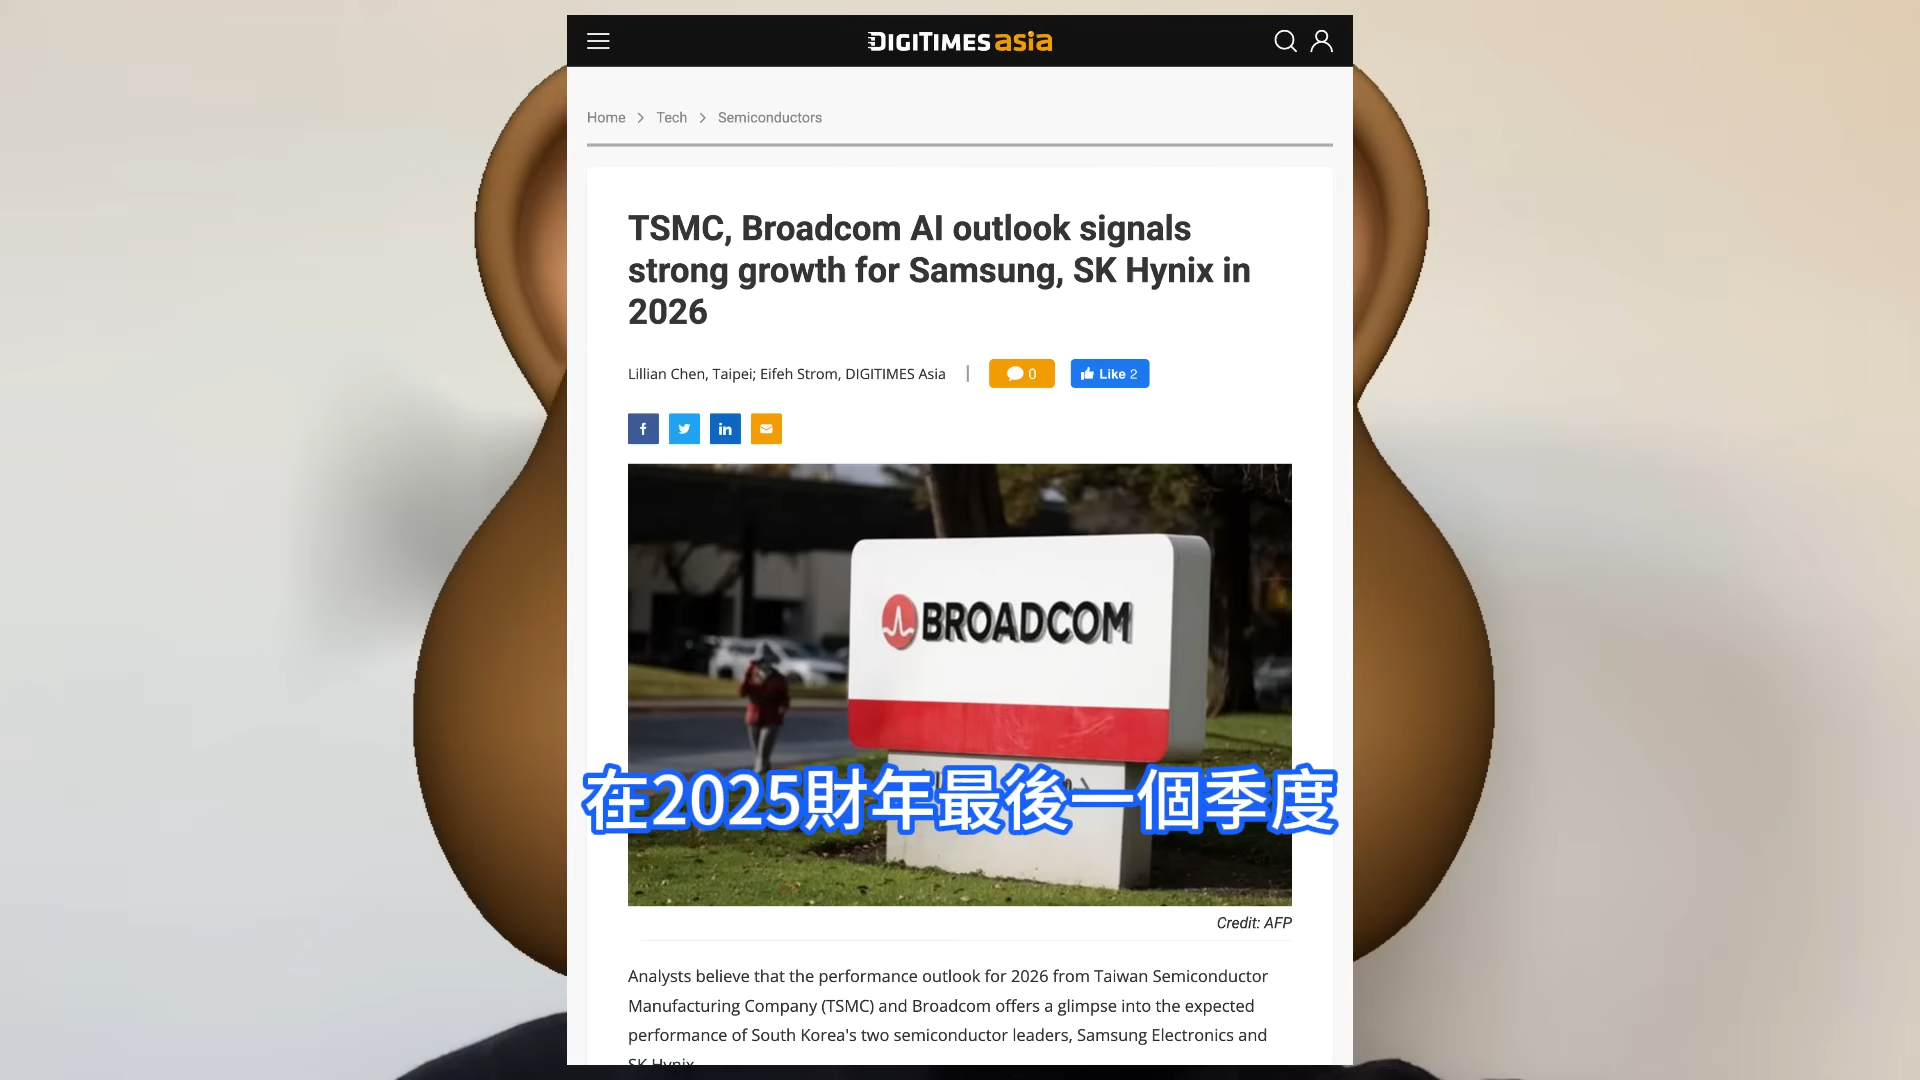 DIGITIMES asia
Home > Tech > Semiconductors
TSMC, Broadcom AI outlook signals
strong growth for Samsung, SK Hynix in
2026
Lillian Chen, Taipei; Eifeh Strom, DIGITIMES Asia | 0 Like 2
BROADCOM
在2025財年最後一個季度
Credit: AFP
Analysts believe that the performance outlook for 2026 from Taiwan Semiconductor
Manufacturing Company (TSMC) and Broadcom offers a glimpse into the expected
performance of South Korea's two semiconductor leaders, Samsung Electronics and
SK Hynix.